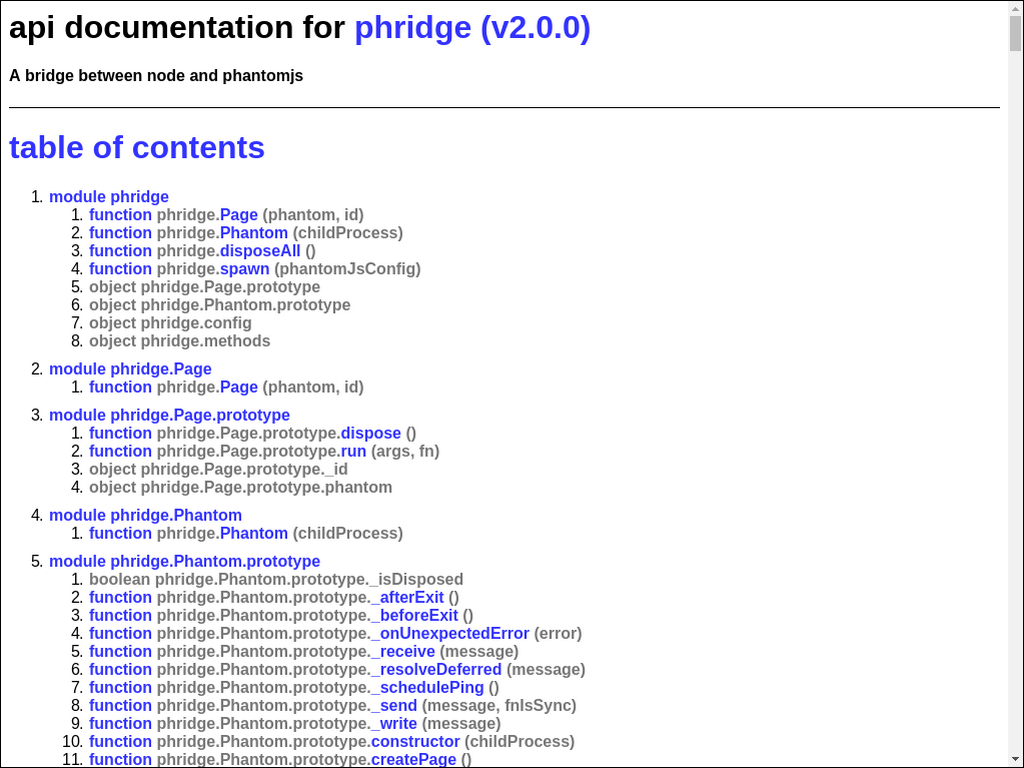 api documentation for phridge (v2.0.0)
A bridge between node and phantomjs
table of contents
1. module phridge
1. function phridge.Page (phantom, id)
2. function phridge.Phantom (childProcess)
3. function phridge.disposeAll ()
4. function phridge.spawn (phantomJsConfig)
5. object phridge.Page.prototype
6. object phridge.Phantom.prototype
7. object phridge.config
8. object phridge.methods
2. module phridge.Page
1. function phridge.Page (phantom, id)
3. module phridge.Page.prototype
1. function phridge.Page.prototype.dispose ()
2. function phridge.Page.prototype.run (args, fn)
3. object phridge.Page.prototype._id
4. object phridge.Page.prototype.phantom
4. module phridge.Phantom
1. function phridge.Phantom (childProcess)
5. module phridge.Phantom.prototype
1. boolean phridge.Phantom.prototype._isDisposed
2. function phridge.Phantom.prototype._afterExit ()
3. function phridge.Phantom.prototype._beforeExit ()
4. function phridge.Phantom.prototype._onUnexpectedError (error)
5. function phridge.Phantom.prototype._receive (message)
6. function phridge.Phantom.prototype._resolveDeferred (message)
7. function phridge.Phantom.prototype._schedulePing ()
8. function phridge.Phantom.prototype._send (message, fnIsSync)
9. function phridge.Phantom.prototype._write (message)
10. function phridge.Phantom.prototype.constructor (childProcess)
11. function phridge.Phantom.prototype.createPage ()